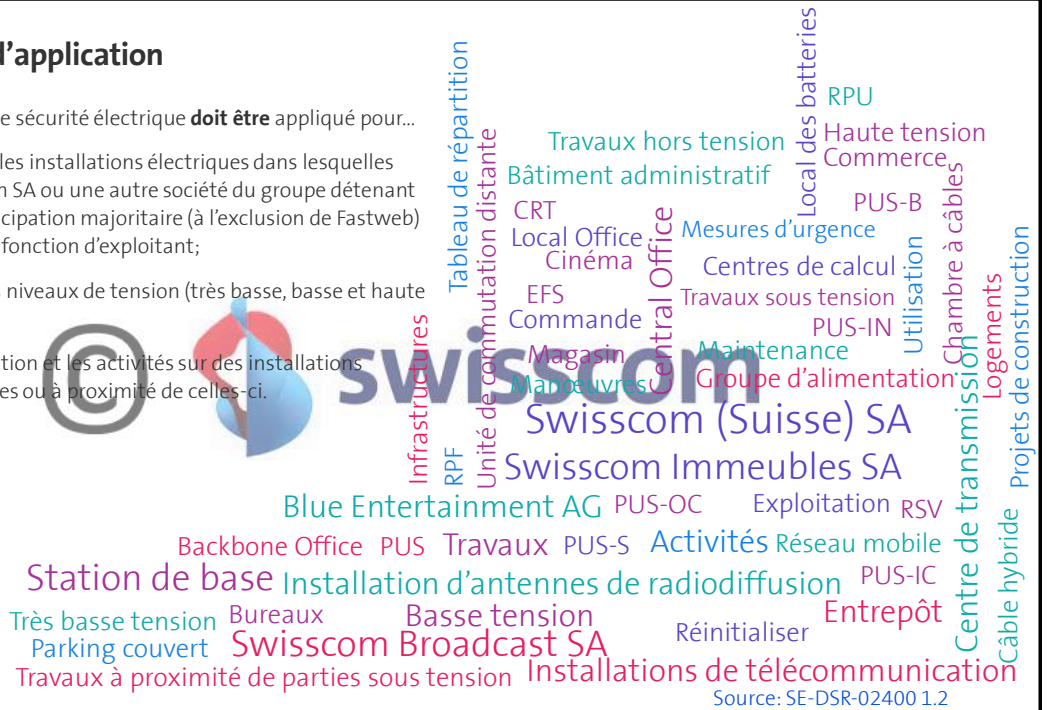 d'application
e sécurité électrique doit être appliqué pour...
les installations électriques dans lesquelles
n SA ou une autre société du groupe détenant
icipation majoritaire (à l'exclusion de Fastweb)
fonction d'exploitant;
s niveaux de tension (très basse, basse et haute
tion et les activités sur des installations
es ou à proximité de celles-ci.
© swisscom
Tableau de répartition
Unité de commutation distante
Infrastructures
RPF
Local des batteries
RPU
Travaux hors tension
Haute tension
Commerce
Bâtiment administratif
PUS-B
CRT
Central Office
Mesures d'urgence
Local Office
Cinéma
Centres de calcul
Utilisation
Chambre à câbles
EFS
Travaux sous tension
Logements
Projets de construction
Commande
PUS-IN
Magasin
Maintenance
Manœuvres
Groupe d'alimentation
Swisscom (Suisse) SA
Swisscom Immeubles SA
Centre de transmission
Câble hybride
Blue Entertainment AG
PUS-OC
Exploitation
RSV
Backbone Office
PUS
Travaux
PUS-S
Activités
Réseau mobile
Station de base
Installation d'antennes de radiodiffusion
PUS-IC
Très basse tension
Bureaux
Basse tension
Entrepôt
Parking couvert
Swisscom Broadcast SA
Réinitialiser
Travaux à proximité de parties sous tension
Installations de télécommunication
Source: SE-DSR-02400 1.2